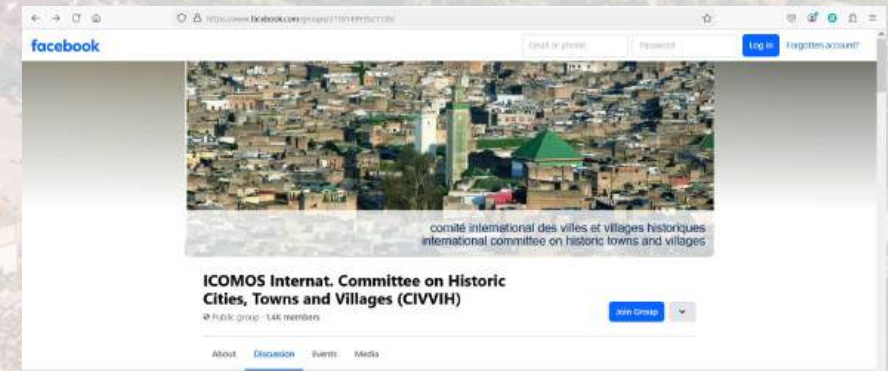 facebook
Email or phone
Password
Log in
Forgotten account?
comité international des villes et villages historiques
international committee on historic towns and villages
ICOMOS Internat. Committee on Historic
Cities, Towns and Villages (CIVVIH)
Public group · 1.4K members
Join Group
About Discussion Events Media